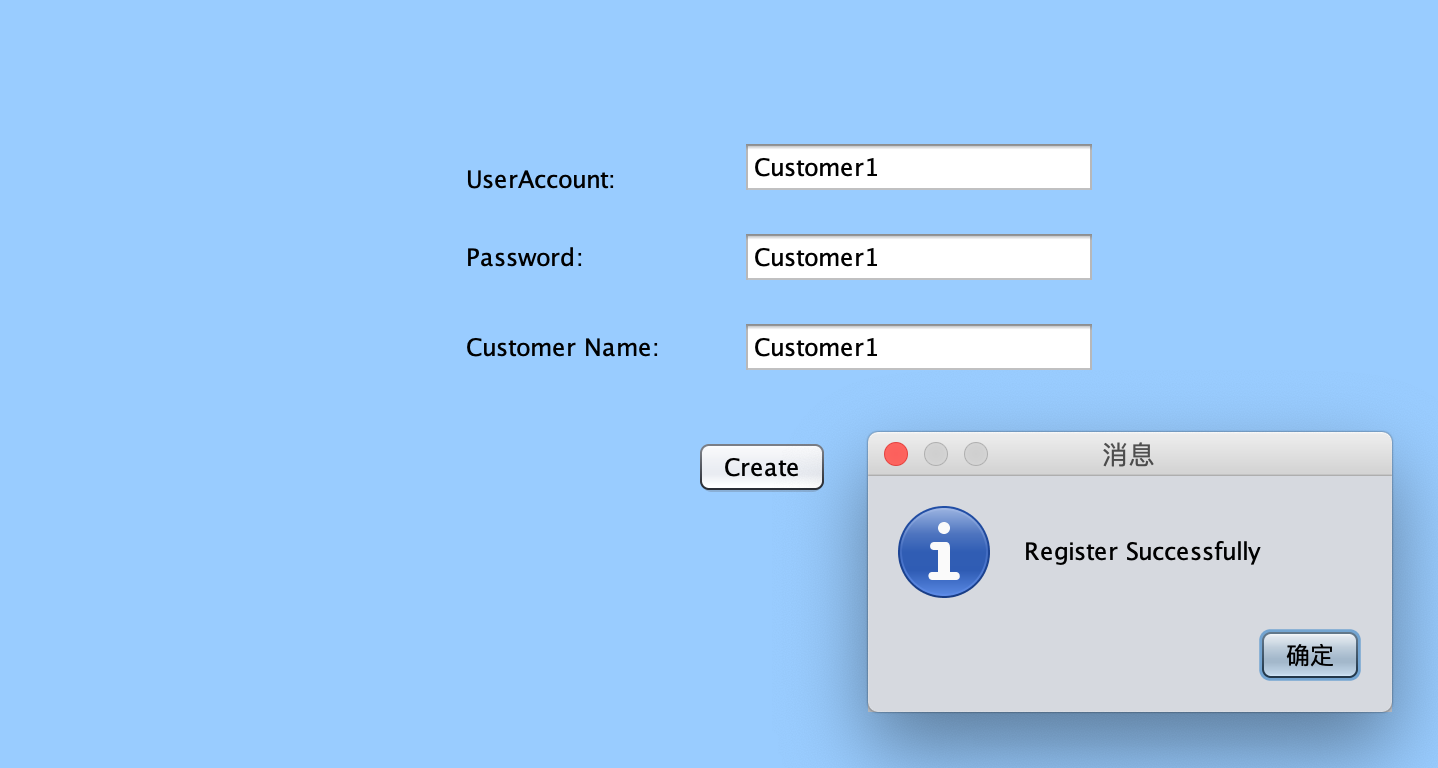 UserAccount: Customer1
Password: Customer1
Customer Name: Customer1
Create
消息
Register Successfully
确定